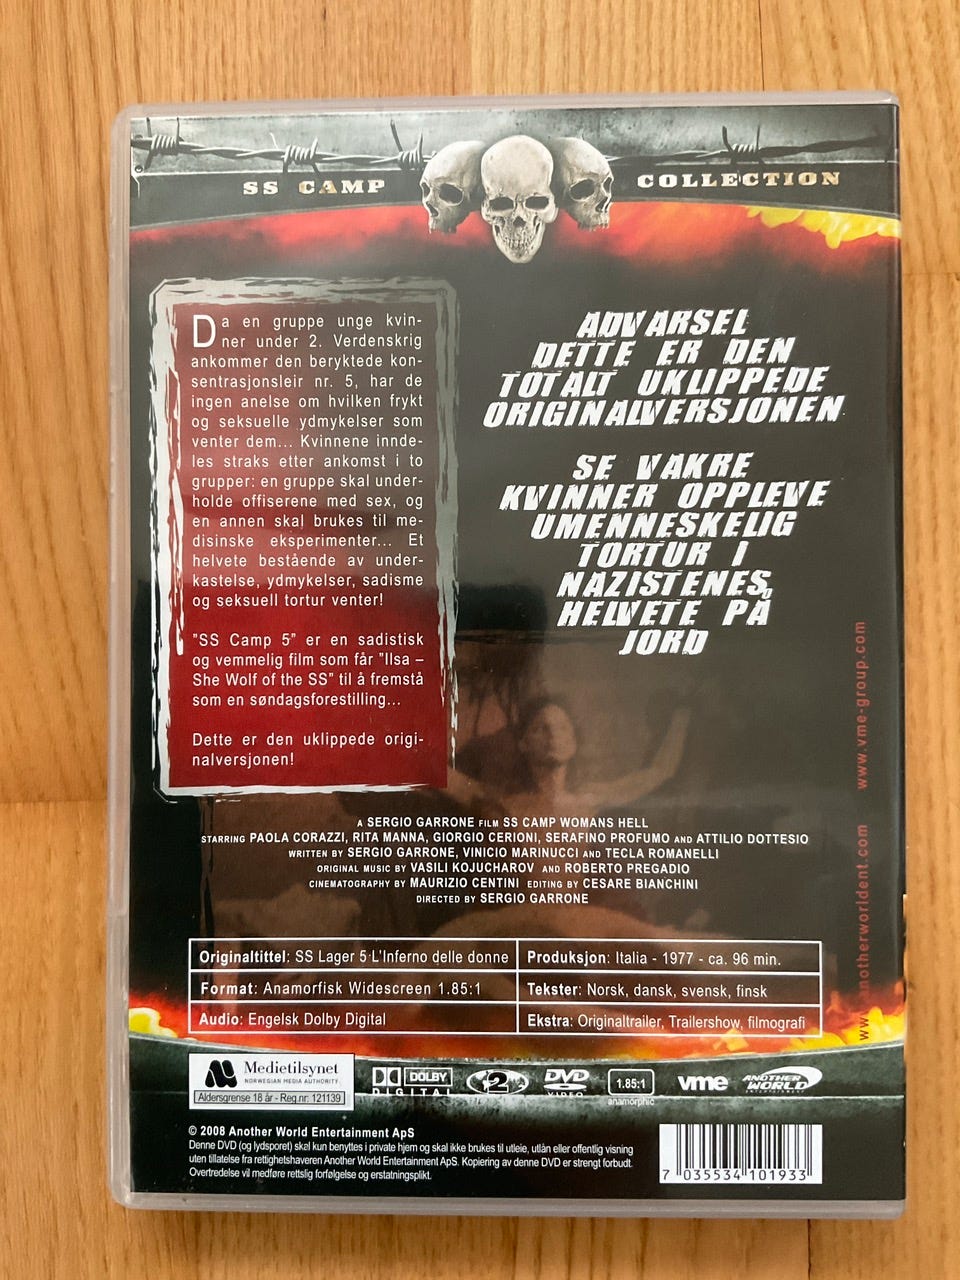 SS CAMP COLLECTION
Da en gruppe unge kvin-
ner under 2. Verdenskrig
ankommer den beryktede kon-
sentrasjonsleir nr. 5, har de
ingen anelse om hvilken frykt
og seksuelle ydmykelser som
venter dem... Kvinnene innde-
les straks etter ankomst i to
grupper: en gruppe skal under-
holde offiserene med sex, og
en annen skal brukes til me-
disinske eksperimenter... Et
helvete bestående av under-
kastelse, ydmykelser, sadisme
og seksuell tortur venter!
"SS Camp 5" er en sadistisk
og vemmelig film som får "Ilsa –
She Wolf of the SS" til å fremstå
som en søndagsforestilling...
Dette er den uklippede origi-
nalversjonen!
ADVARSEL
DETTE ER DEN
TOTALT UKLIPPEDE
ORIGINALVERSJONEN
SE VAKRE
KVINNER OPPLEVE
UMENNESKELIG
TORTUR I
NAZISTENES
HELVETE PÅ
JORD
A SERGIO GARRONE FILM SS CAMP WOMANS HELL
STARRING PAOLA CORAZZI, RITA MANNA, GIORGIO CERIONI, SERAFINO PROFUMO AND ATTILIO DOTTESIO
WRITTEN BY SERGIO GARRONE, VINICIO MARINUCCI AND TECLA ROMANELLI
ORIGINAL MUSIC BY VASILI KOJUCHAROV AND ROBERTO PREGADIO
CINEMATOGRAPHY BY MAURIZIO CENTINI EDITING BY CESARE BIANCHINI
DIRECTED BY SERGIO GARRONE
Originaltittel: SS Lager 5 L'Inferno delle donne
Produksjon: Italia - 1977 - ca. 96 min.
Format: Anamorfisk Widescreen 1.85:1
Tekster: Norsk, dansk, svensk, finsk
Audio: Engelsk Dolby Digital
Ekstra: Originaltrailer, Trailershow, filmografi
www.anotherworldent.com www.vme-group.com
Medietilsynet
NORWEGIAN MEDIA AUTHORITY
Aldersgrense 18 år - Reg.nr: 121139
DOLBY
DIGITAL
2
DVD
VIDEO
1.85:1
anamorphic
vme
ANOTHER
WORLD
ENTERTAINMENT
© 2008 Another World Entertainment ApS
Denne DVD (og lydsporet) skal kun benyttes i private hjem og skal ikke brukes til utleie, utlån eller offentlig visning
uten tillatelse fra rettighetshaveren Another World Entertainment ApS. Kopiering av denne DVD er strengt forbudt.
Overtredelse vil medføre rettslig forfølgelse og erstatningsplikt.
7 035534 101933